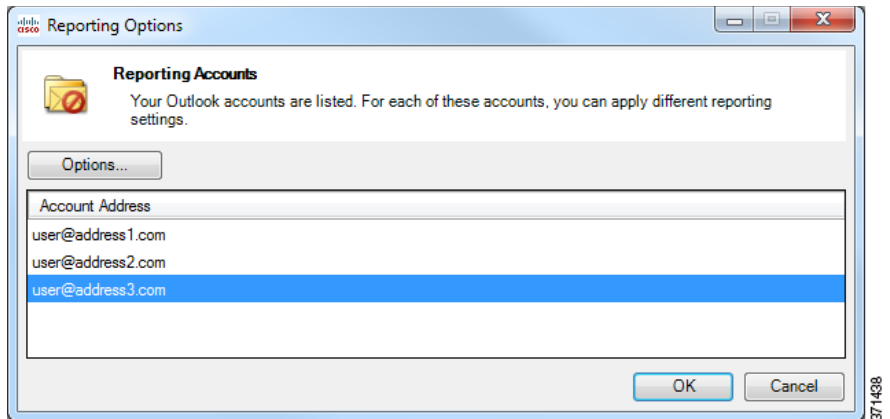 cisco Reporting Options
Reporting Accounts
Your Outlook accounts are listed. For each of these accounts, you can apply different reporting
settings.
Options...
Account Address
user@address1.com
user@address2.com
user@address3.com
OK Cancel
371438